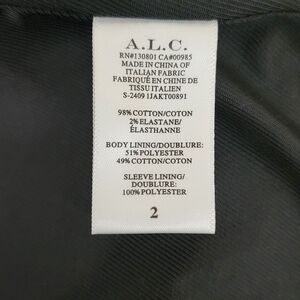 A.L.C.
RN#130801 CA#00985
MADE IN CHINA OF
ITALIAN FABRIC
FABRIQUÉ EN CHINE DE
TISSU ITALIEN
S-2409 1JAKT00891
98% COTTON/COTON
2% ELASTANE/
ÉLASTHANNE
BODY LINING/DOUBLURE:
51% POLYESTER
49% COTTON/COTON
SLEEVE LINING/
DOUBLURE:
100% POLYESTER
2